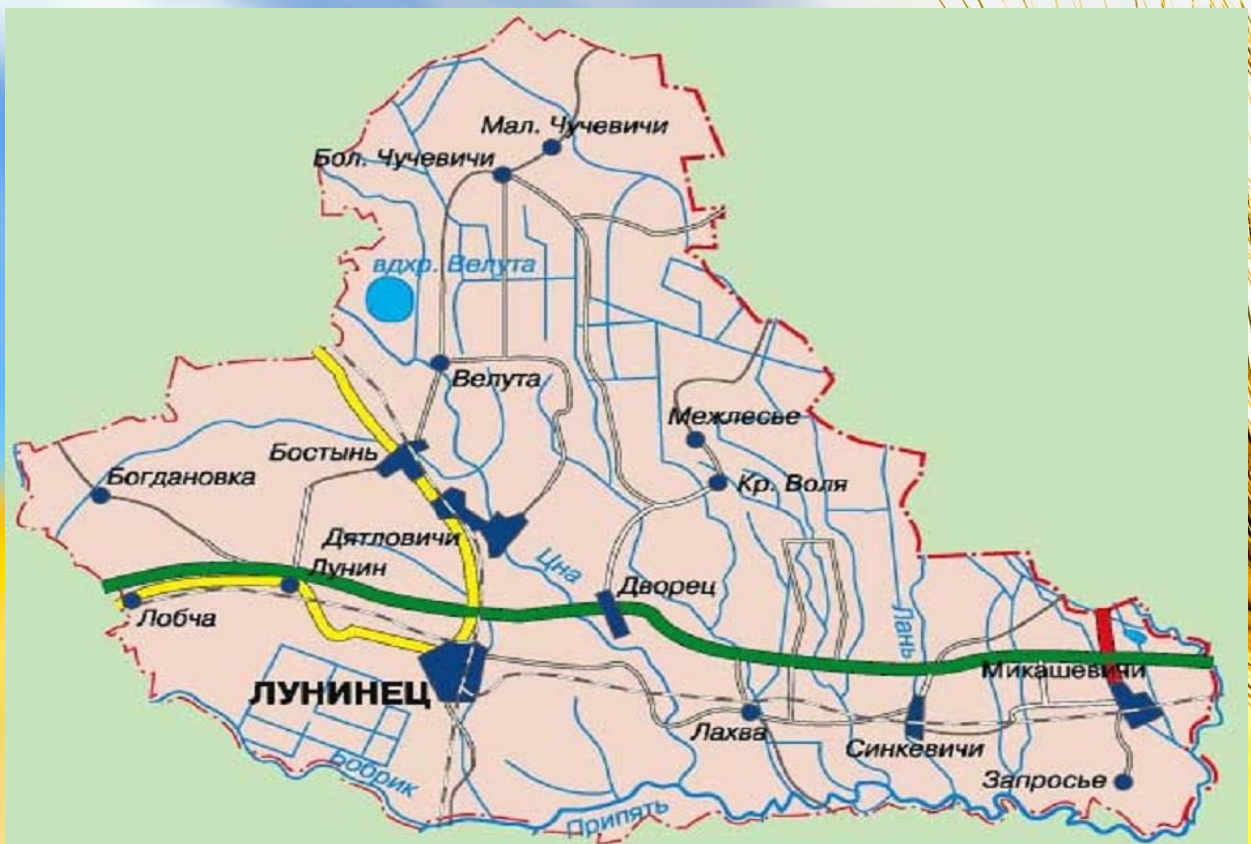 Мал. Чучевичи
Бол. Чучевичи
вдхр. Велута
Велута
Межлесье
Бостынь
Богдановка
Кр. Воля
Дятловичи
Цна
Лунин
Дворец
Лобча
Лань
Микашевичи
ЛУНИНЕЦ
Лахва
Синкевичи
Бобрик
Запросье
Припять